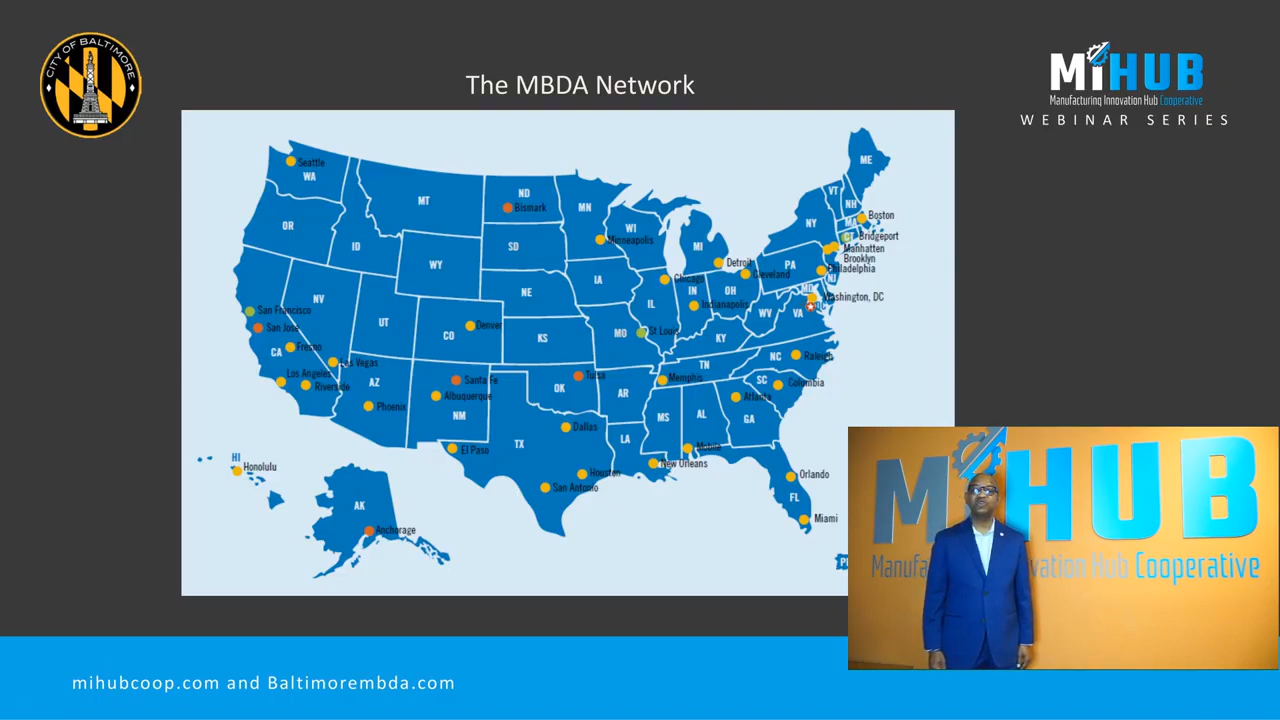 CITY OF BALTIMORE
The MBDA Network
MiHUB
Manufacturing Innovation Hub Cooperative
WEBINAR SERIES
Seattle
WA
MT
ND
Bismark
MN
ME
VT
NH
MA
Boston
OR
ID
SD
Minneapolis
WI
MI
NY
CT
Bridgeport
Manhatten
Brooklyn
WY
Detroit
Cleveland
PA
Philadelphia
NJ
IA
Chicago
NE
IL
IN
OH
MD
Washington, DC
DC
NV
Indianapolis
WV
VA
San Francisco
UT
CO
Denver
KS
MO
St Louis
KY
San Jose
CA
Fresno
Las Vegas
TN
NC
Raleigh
Los Angeles
Riverside
AZ
Santa Fe
Tulsa
OK
AR
Memphis
SC
Columbia
Phoenix
Albuquerque
NM
MS
AL
Atlanta
GA
TX
Dallas
LA
El Paso
Mobile
New Orleans
HI
Honolulu
Houston
San Antonio
Orlando
FL
Miami
AK
Anchorage
MHUB
Manufa vation Hub Cooperative
mihubcoop.com and Baltimorembda.com